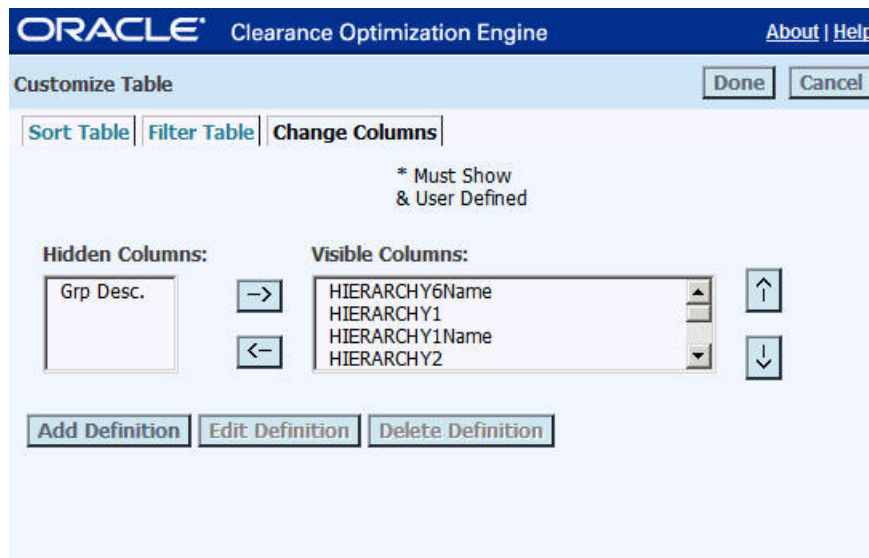 ORACLE Clearance Optimization Engine About | Help
Customize Table Done Cancel
Sort Table Filter Table Change Columns
* Must Show
& User Defined
Hidden Columns: Visible Columns:
Grp Desc. --> HIERARCHY6Name
HIERARCHY1
HIERARCHY1Name
<-- HIERARCHY2
Add Definition Edit Definition Delete Definition